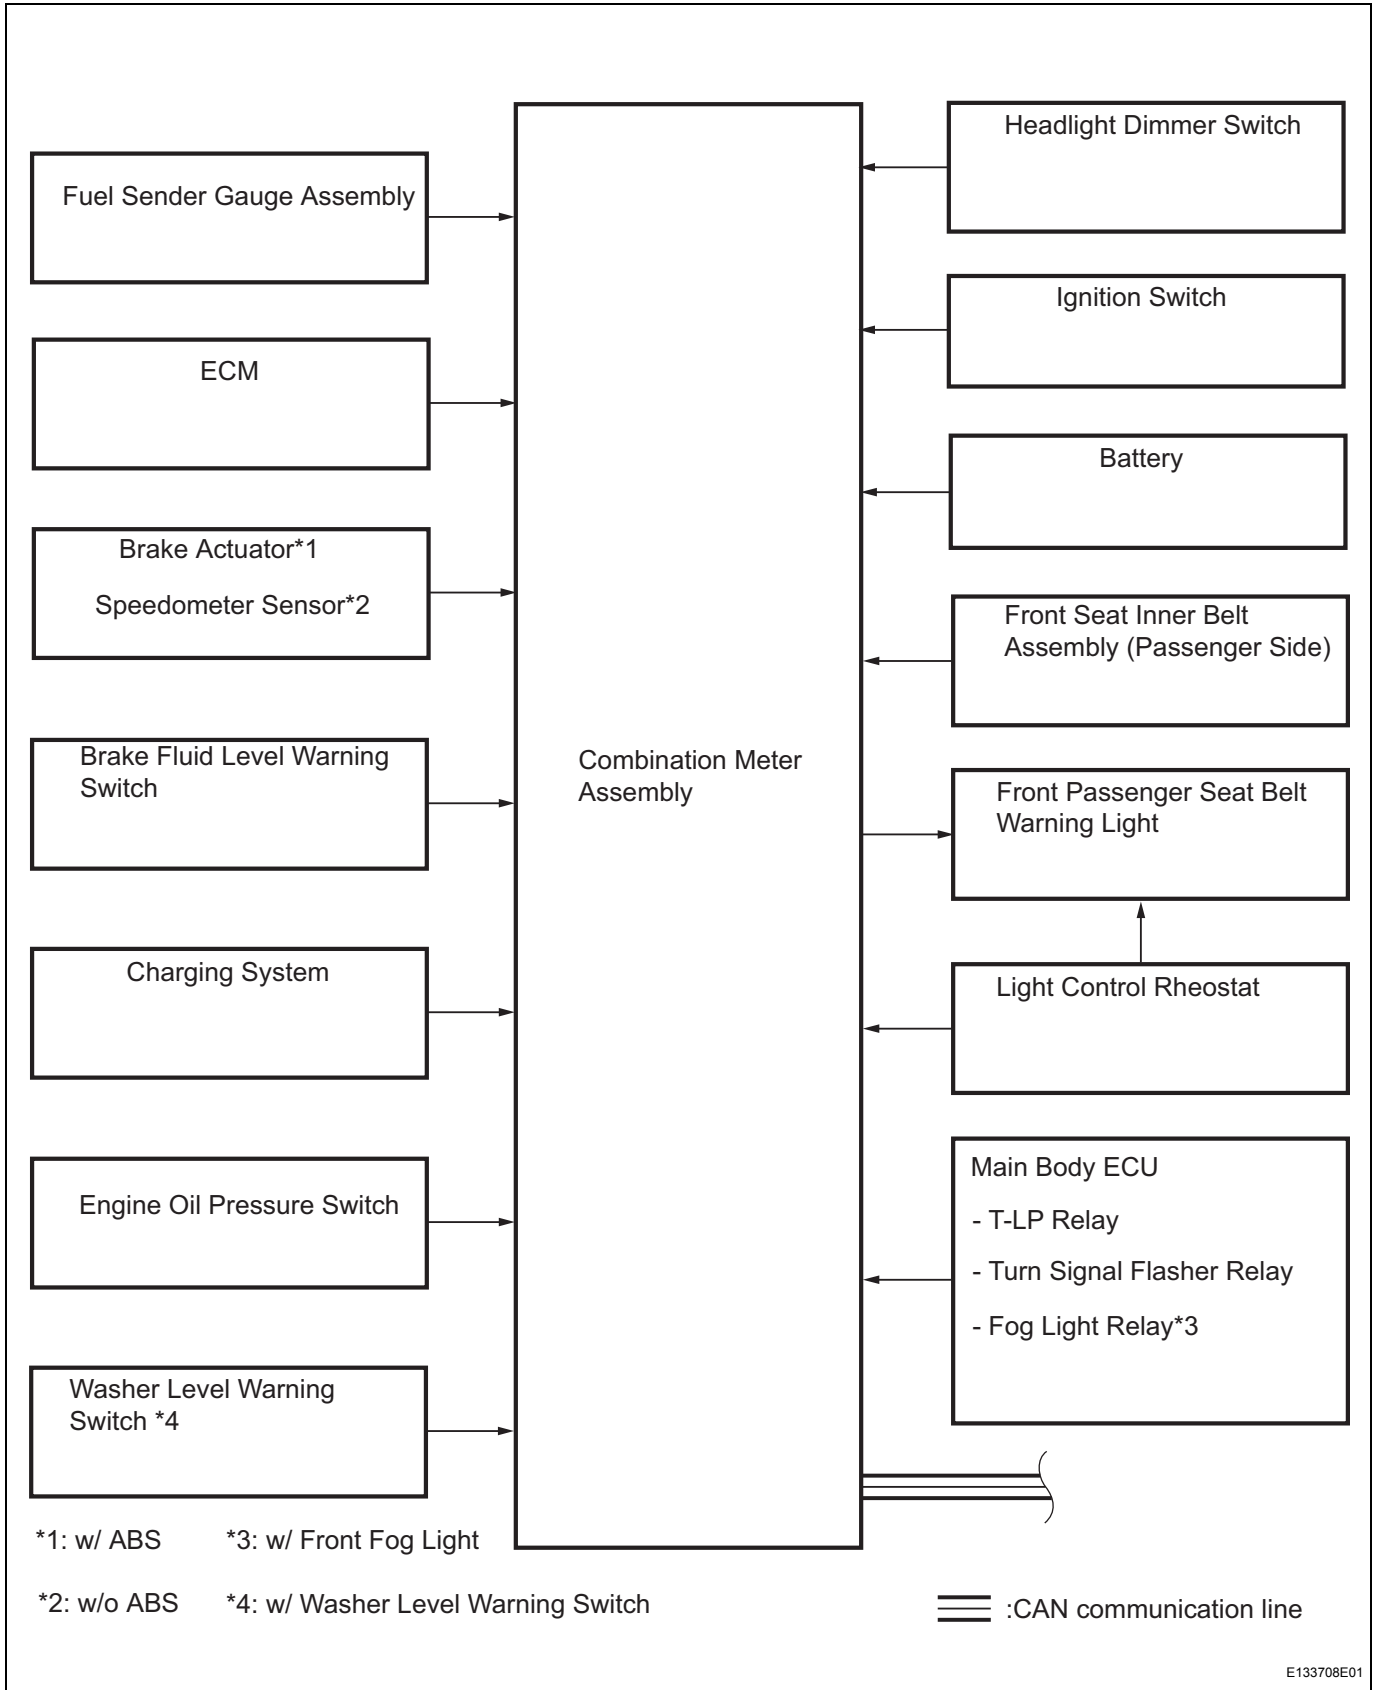 Fuel Sender Gauge Assembly
ECM
Brake Actuator*1
Speedometer Sensor*2
Brake Fluid Level Warning
Switch
Charging System
Engine Oil Pressure Switch
Washer Level Warning
Switch *4
Combination Meter
Assembly
Headlight Dimmer Switch
Ignition Switch
Battery
Front Seat Inner Belt
Assembly (Passenger Side)
Front Passenger Seat Belt
Warning Light
Light Control Rheostat
Main Body ECU
- T-LP Relay
- Turn Signal Flasher Relay
- Fog Light Relay*3
*1: w/ ABS
*3: w/ Front Fog Light
*2: w/o ABS
*4: w/ Washer Level Warning Switch
:CAN communication line
E133708E01